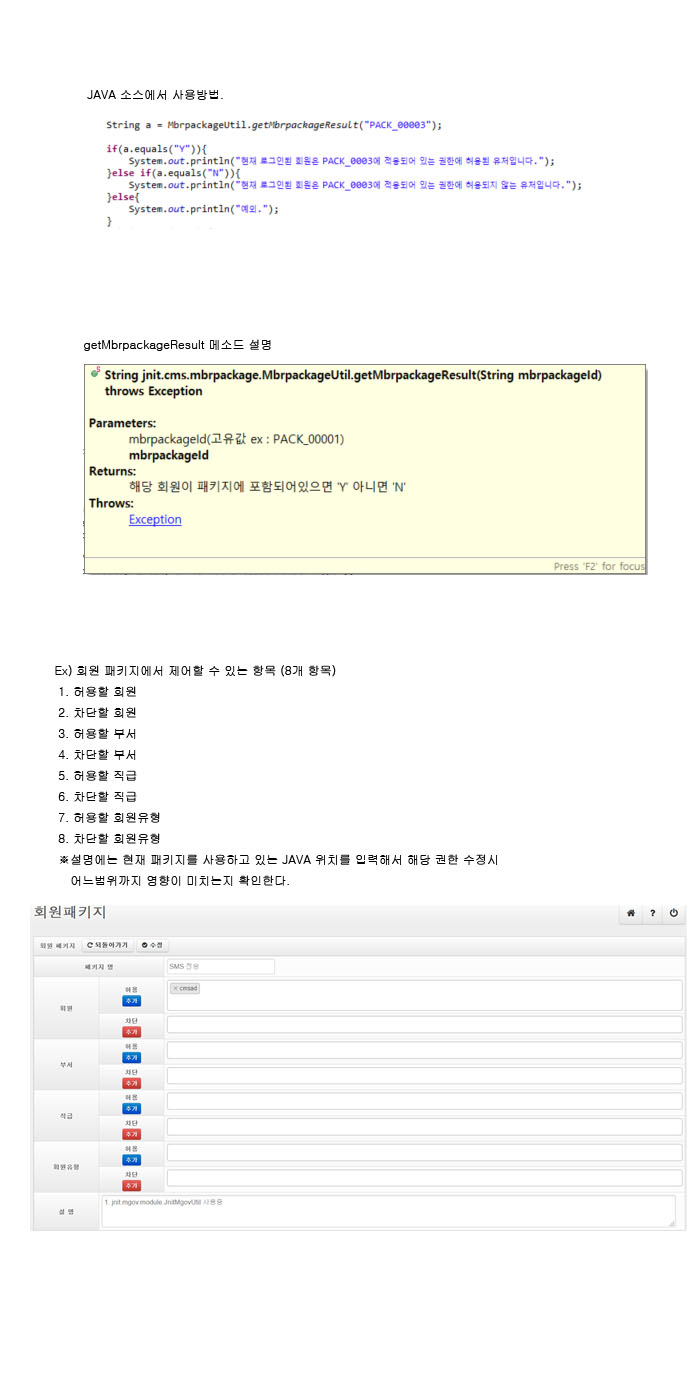 JAVA 소스에서 사용방법.
String a = MbrpackageUtil.getMbrpackageResult("PACK_00003");
if(a.equals("Y")){
System.out.println("현재 로그인된 회원은 PACK_0003에 적용되어 있는 권한에 허용된 유저입니다.");
}else if(a.equals("N")){
System.out.println("현재 로그인된 회원은 PACK_0003에 적용되어 있는 권한에 허용되지 않는 유저입니다.");
}else{
System.out.println("예외.");
}
getMbrpackageResult 메소드 설명
String jnit.cms.mbrpackage.MbrpackageUtil.getMbrpackageResult(String mbrpackageId)
throws Exception
Parameters:
mbrpackageId(고유값 ex : PACK_00001)
mbrpackageId
Returns:
해당 회원이 패키지에 포함되어있으면 'Y' 아니면 'N'
Throws:
Exception
Press 'F2' for focus
Ex) 회원 패키지에서 제어할 수 있는 항목 (8개 항목)
1. 허용할 회원
2. 차단할 회원
3. 허용할 부서
4. 차단할 부서
5. 허용할 직급
6. 차단할 직급
7. 허용할 회원유형
8. 차단할 회원유형
※설명에는 현재 패키지를 사용하고 있는 JAVA 위치를 입력해서 해당 권한 수정시
어느범위까지 영향이 미치는지 확인한다.
회원패키지
회원 패키지 되돌아가기 수정
패키지 명 SMS 전송
회원 허용 추가 × cmsad
차단 추가
부서 허용 추가
차단 추가
직급 허용 추가
차단 추가
회원유형 허용 추가
차단 추가
설 명 1. jnit.mgov.module.JnitMgovUtil 사용중